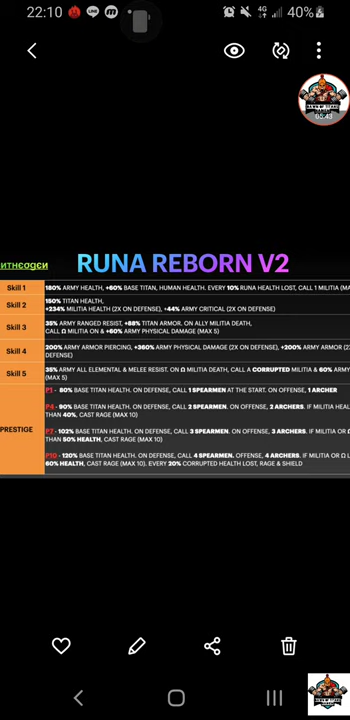 22:10
4G
40%
05:43
RUNA REBORN V2
Skill 1
180% ARMY HEALTH, +60% BASE TITAN, HUMAN HEALTH. EVERY 10% RUNA HEALTH LOST, CALL 1 MILITIA (MA
Skill 2
150% TITAN HEALTH,
+234% MILITIA HEALTH (2X ON DEFENSE), +44% ARMY CRITICAL (2X ON DEFENSE)
Skill 3
35% ARMY RANGED RESIST, +88% TITAN ARMOR. ON ALLY MILITIA DEATH,
CALL Ω MILITIA ON & +60% ARMY PHYSICAL DAMAGE (MAX 5)
Skill 4
200% ARMY ARMOR PIERCING, +360% ARMY PHYSICAL DAMAGE (2X ON DEFENSE), +200% ARMOR (2X
DEFENSE)
Skill 5
35% ARMY ALL ELEMENTAL & MELEE RESIST. ON Ω MILITIA DEATH, CALL A CORRUPTED MILITIA & 60% ARMY
(MAX 5)
PRESTIGE
P1 - 80% BASE TITAN HEALTH. ON DEFENSE, CALL 1 SPEARMEN AT THE START. ON OFFENSE, 1 ARCHER
P4 - 90% BASE TITAN HEALTH. ON DEFENSE, CALL 2 SPEARMEN. ON OFFENSE, 2 ARCHERS. IF MILITIA HEAL
THAN 40%, CAST RAGE (MAX 10)
P7 - 102% BASE TITAN HEALTH. ON DEFENSE, CALL 3 SPEARMEN. ON OFFENSE, 3 ARCHERS. IF MILITIA OR Ω
THAN 50% HEALTH, CAST RAGE (MAX 10)
P10 - 120% BASE TITAN HEALTH. ON DEFENSE, CALL 4 SPEARMEN. OFFENSE, 4 ARCHERS. IF MILITIA OR Ω L
60% HEALTH, CAST RAGE (MAX 10). EVERY 20% CORRUPTED HEALTH LOST, RAGE & SHIELD